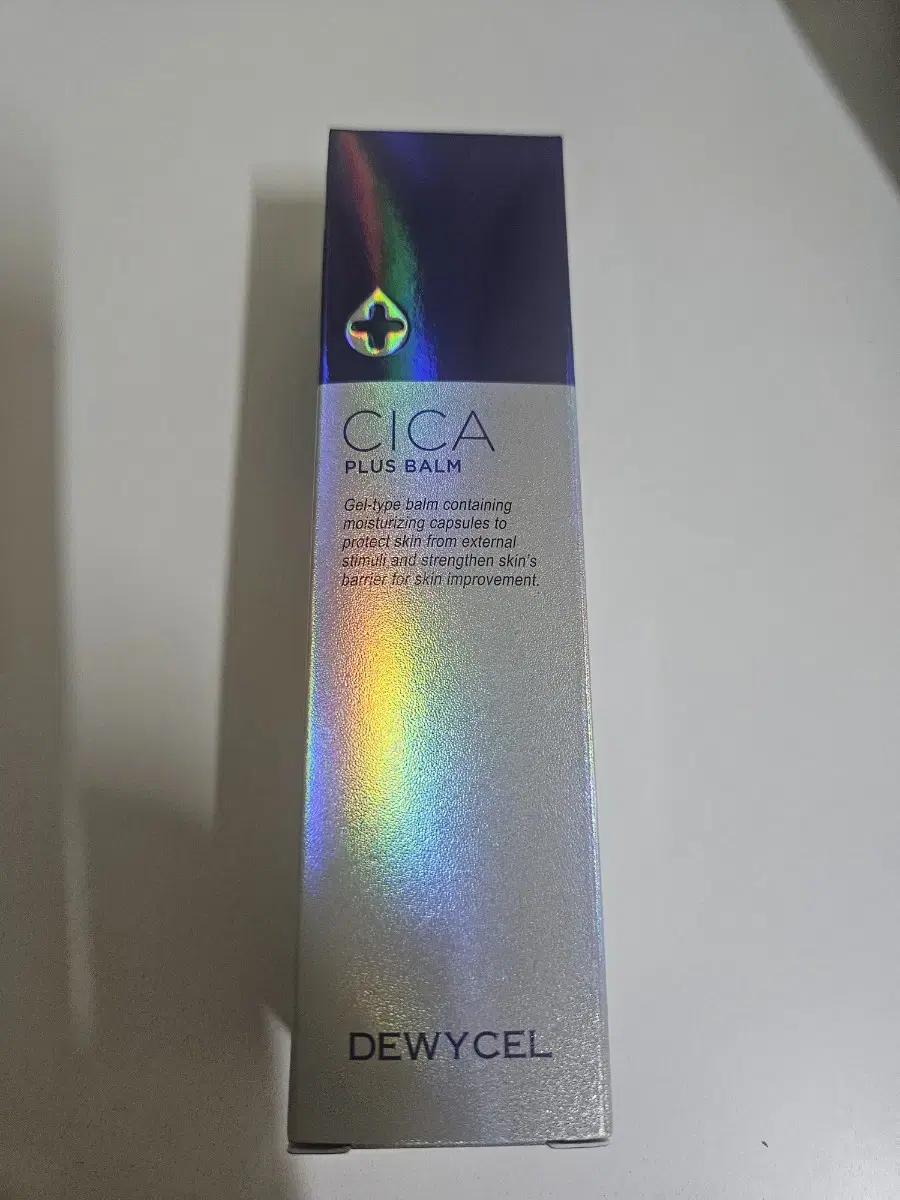 CICA
PLUS BALM
Gel-type balm containing
moisturizing capsules to
protect skin from external
stimuli and strengthen skin's
barrier for skin improvement.
DEWYCEL